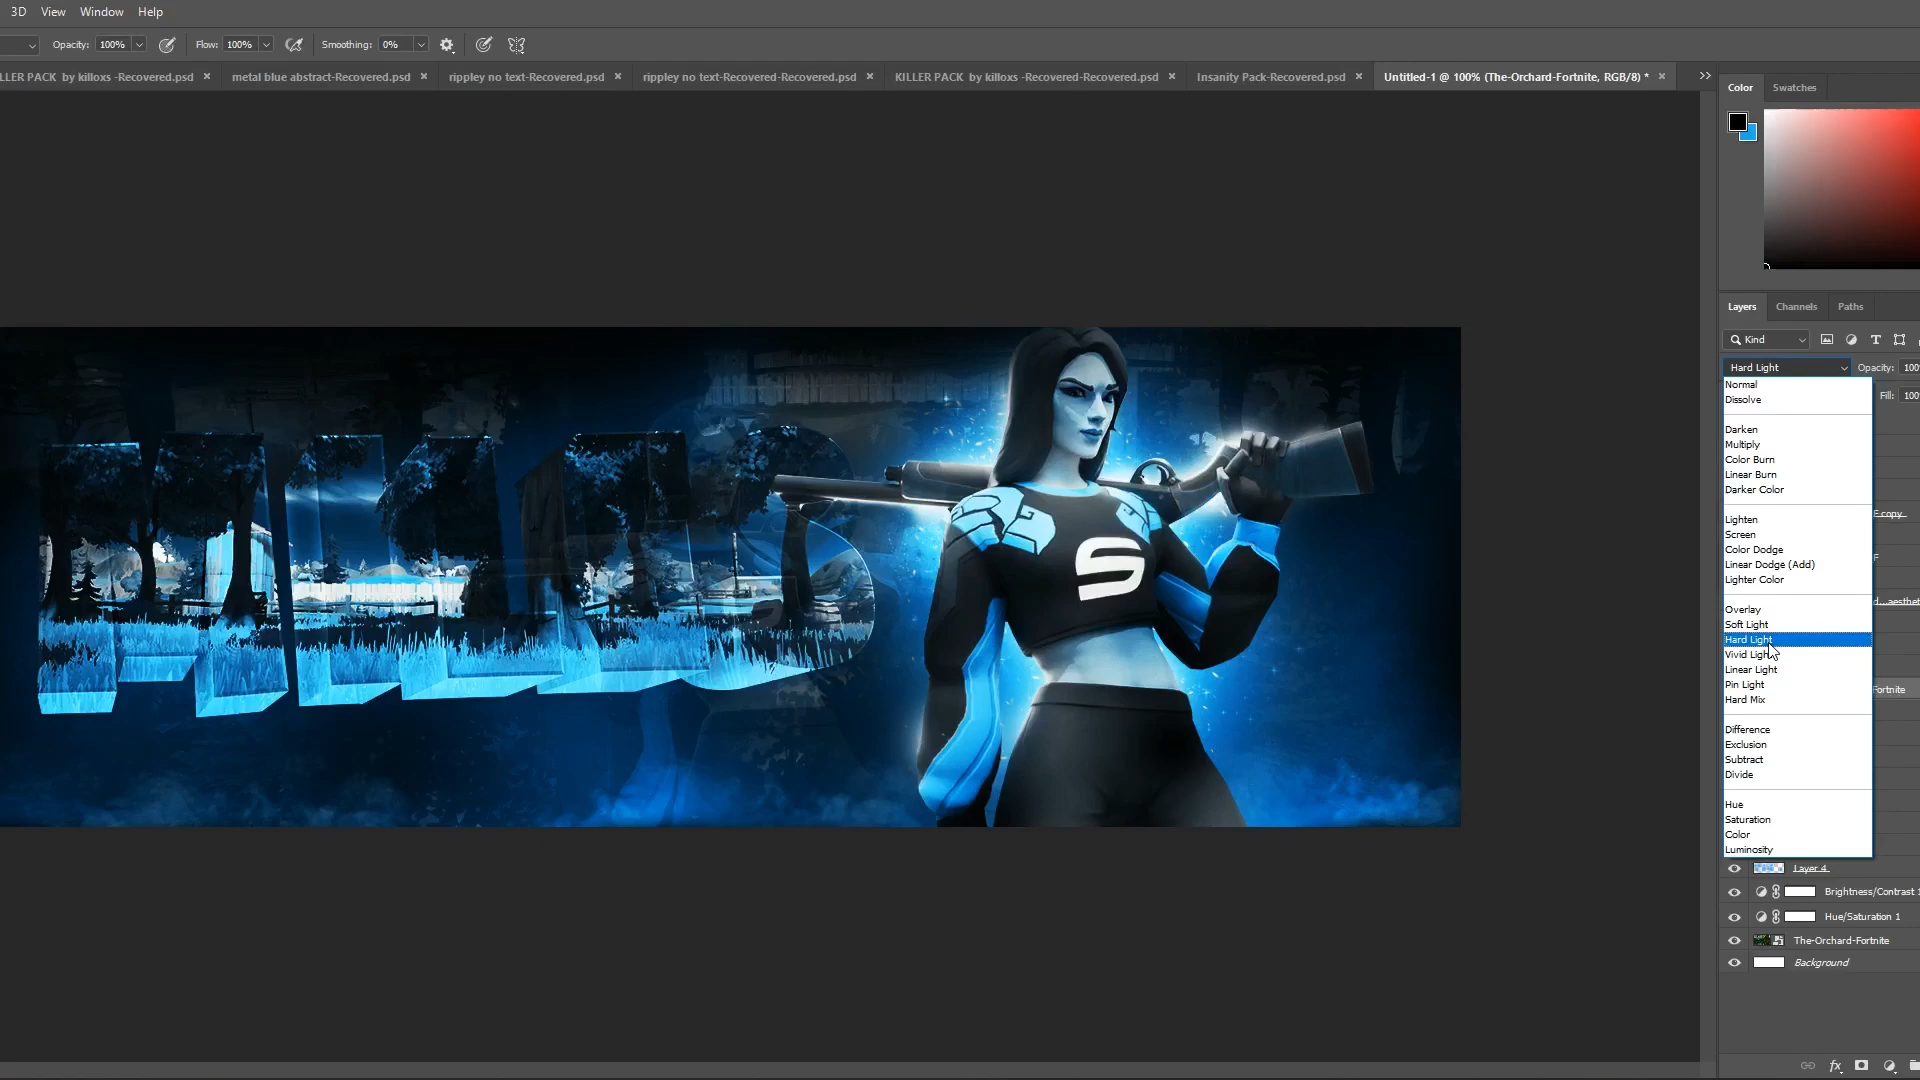 3D View Window Help
Opacity: 100% Flow: 100% Smoothing: 0%
LLER PACK by killoxs -Recovered.psd × metal blue abstract-Recovered.psd × rippley no text-Recovered.psd × rippley no text-Recovered-Recovered.psd × KILLER PACK by killoxs -Recovered-Recovered.psd × Insanity Pack-Recovered.psd × Untitled-1 @ 100% (The-Orchard-Fortnite, RGB/8) * ×
Color Swatches
Layers Channels Paths
Kind
Hard Light Opacity: 100
Normal
Fill: 100
Dissolve
Darken
Multiply
Color Burn
Linear Burn
Darker Color
F copy
Lighten
Screen
Color Dodge
F
Linear Dodge (Add)
Lighter Color
d...aesthet
Overlay
Soft Light
Hard Light
Vivid Light
Linear Light
Pin Light
Fortnite
Hard Mix
Difference
Exclusion
Subtract
Divide
Hue
Saturation
Color
Luminosity
Layer 4
Brightness/Contrast 1
Hue/Saturation 1
The-Orchard-Fortnite
Background
S
fx